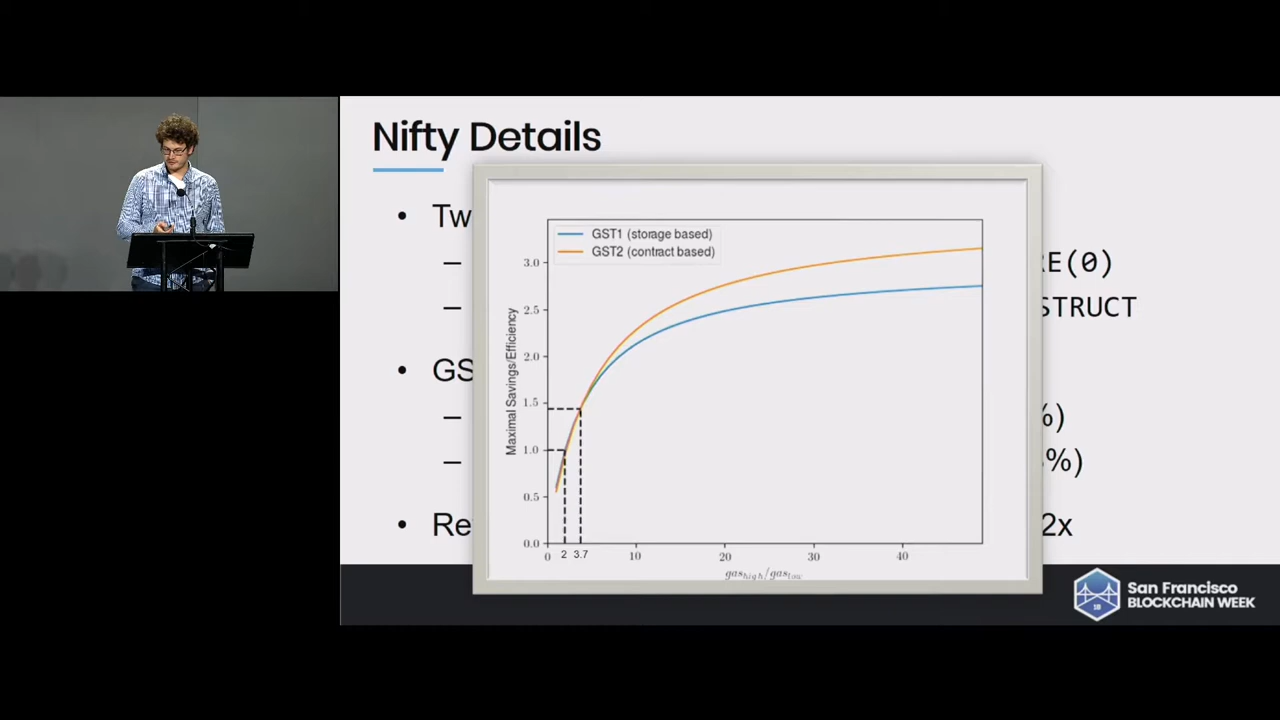 Nifty Details
• Tw
– RE(0)
– STRUCT
• GS
– %)
– %)
• Re 2x
GST1 (storage based)
GST2 (contract based)
Maximal Savings/Efficiency
3.0
2.5
2.0
1.5
1.0
0.5
0.0
0 2 3.7 10 20 30 40
gas_high/gas_low
San Francisco
BLOCKCHAIN WEEK